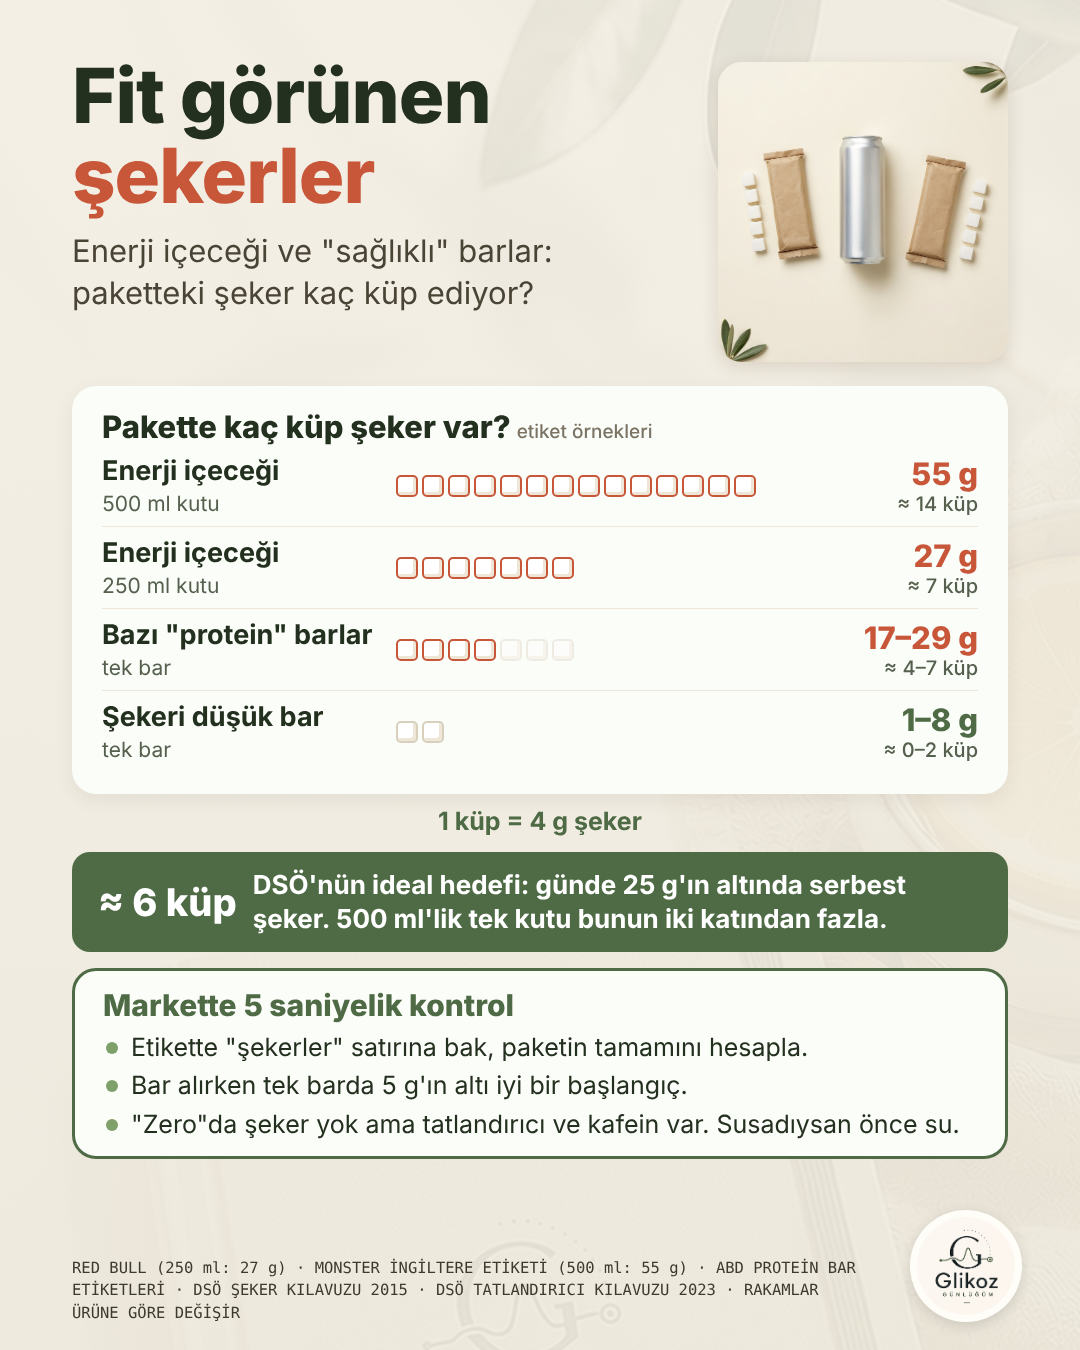 Fit görünen
şekerler
Enerji içeceği ve "sağlıklı" barlar:
paketteki şeker kaç küp ediyor?
Pakette kaç küp şeker var? etiket örnekleri
Enerji içeceği
500 ml kutu
55 g
≈ 14 küp
Enerji içeceği
250 ml kutu
27 g
≈ 7 küp
Bazı "protein" barlar
tek bar
17–29 g
≈ 4–7 küp
Şekeri düşük bar
tek bar
1–8 g
≈ 0–2 küp
1 küp = 4 g şeker
≈ 6 küp
DSÖ'nün ideal hedefi: günde 25 g'ın altında serbest
şeker. 500 ml'lik tek kutu bunun iki katından fazla.
Markette 5 saniyelik kontrol
Etikette "şekerler" satırına bak, paketin tamamını hesapla.
Bar alırken tek barda 5 g'ın altı iyi bir başlangıç.
"Zero"da şeker yok ama tatlandırıcı ve kafein var. Susadıysan önce su.
RED BULL (250 ml: 27 g) · MONSTER İNGİLTERE ETİKETİ (500 ml: 55 g) · ABD PROTEİN BAR
ETİKETLERİ · DSÖ ŞEKER KILAVUZU 2015 · DSÖ TATLANDIRICI KILAVUZU 2023 · RAKAMLAR
ÜRÜNE GÖRE DEĞİŞİR
Glikoz
GÜNLÜĞÜM